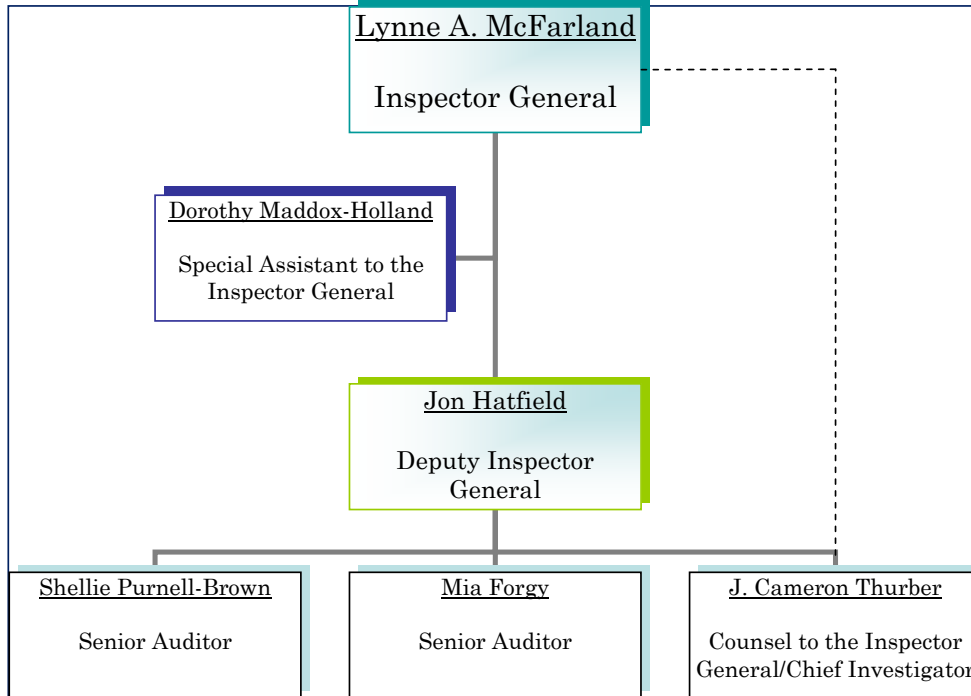 Lynne A. McFarland
Inspector General
Dorothy Maddox-Holland
Special Assistant to the
Inspector General
Jon Hatfield
Deputy Inspector
General
Shellie Purnell-Brown
Senior Auditor
Mia Forgy
Senior Auditor
J. Cameron Thurber
Counsel to the Inspector
General/Chief Investigator